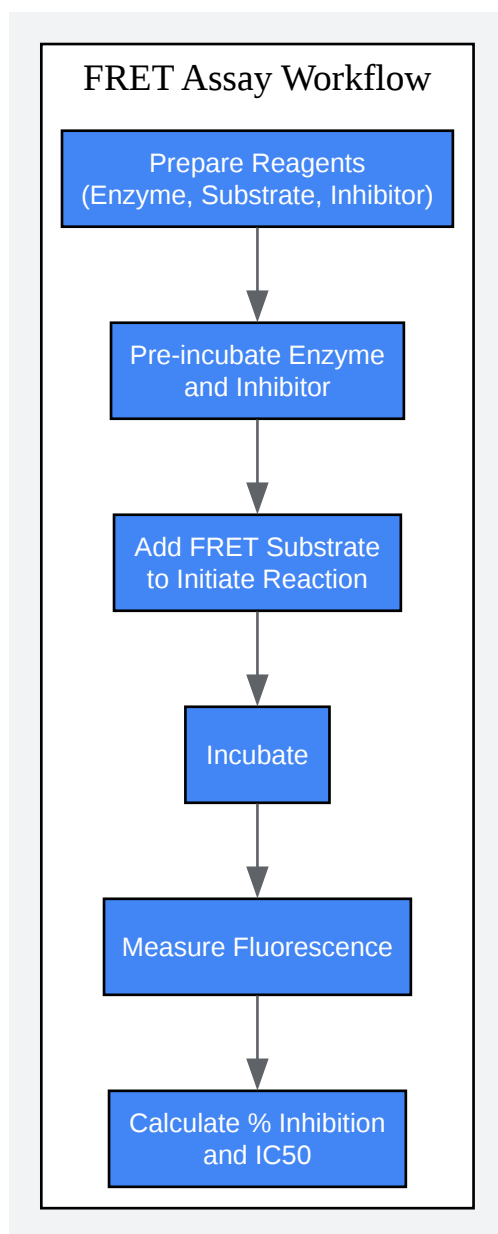 FRET Assay Workflow
Prepare Reagents
(Enzyme, Substrate, Inhibitor)
Pre-incubate Enzyme
and Inhibitor
Add FRET Substrate
to Initiate Reaction
Incubate
Measure Fluorescence
Calculate % Inhibition
and IC50